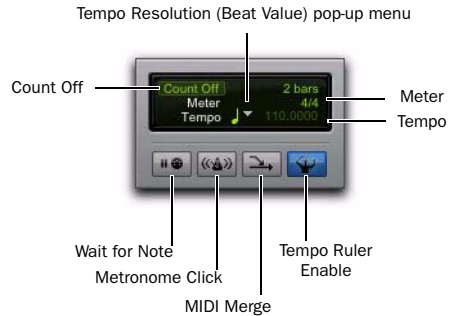 Tempo Resolution (Beat Value) pop-up menu
Count Off
Count Off 2 bars
Meter 4/4
Tempo 110.0000
Meter
Tempo
Wait for Note
Metronome Click
MIDI Merge
Tempo Ruler
Enable